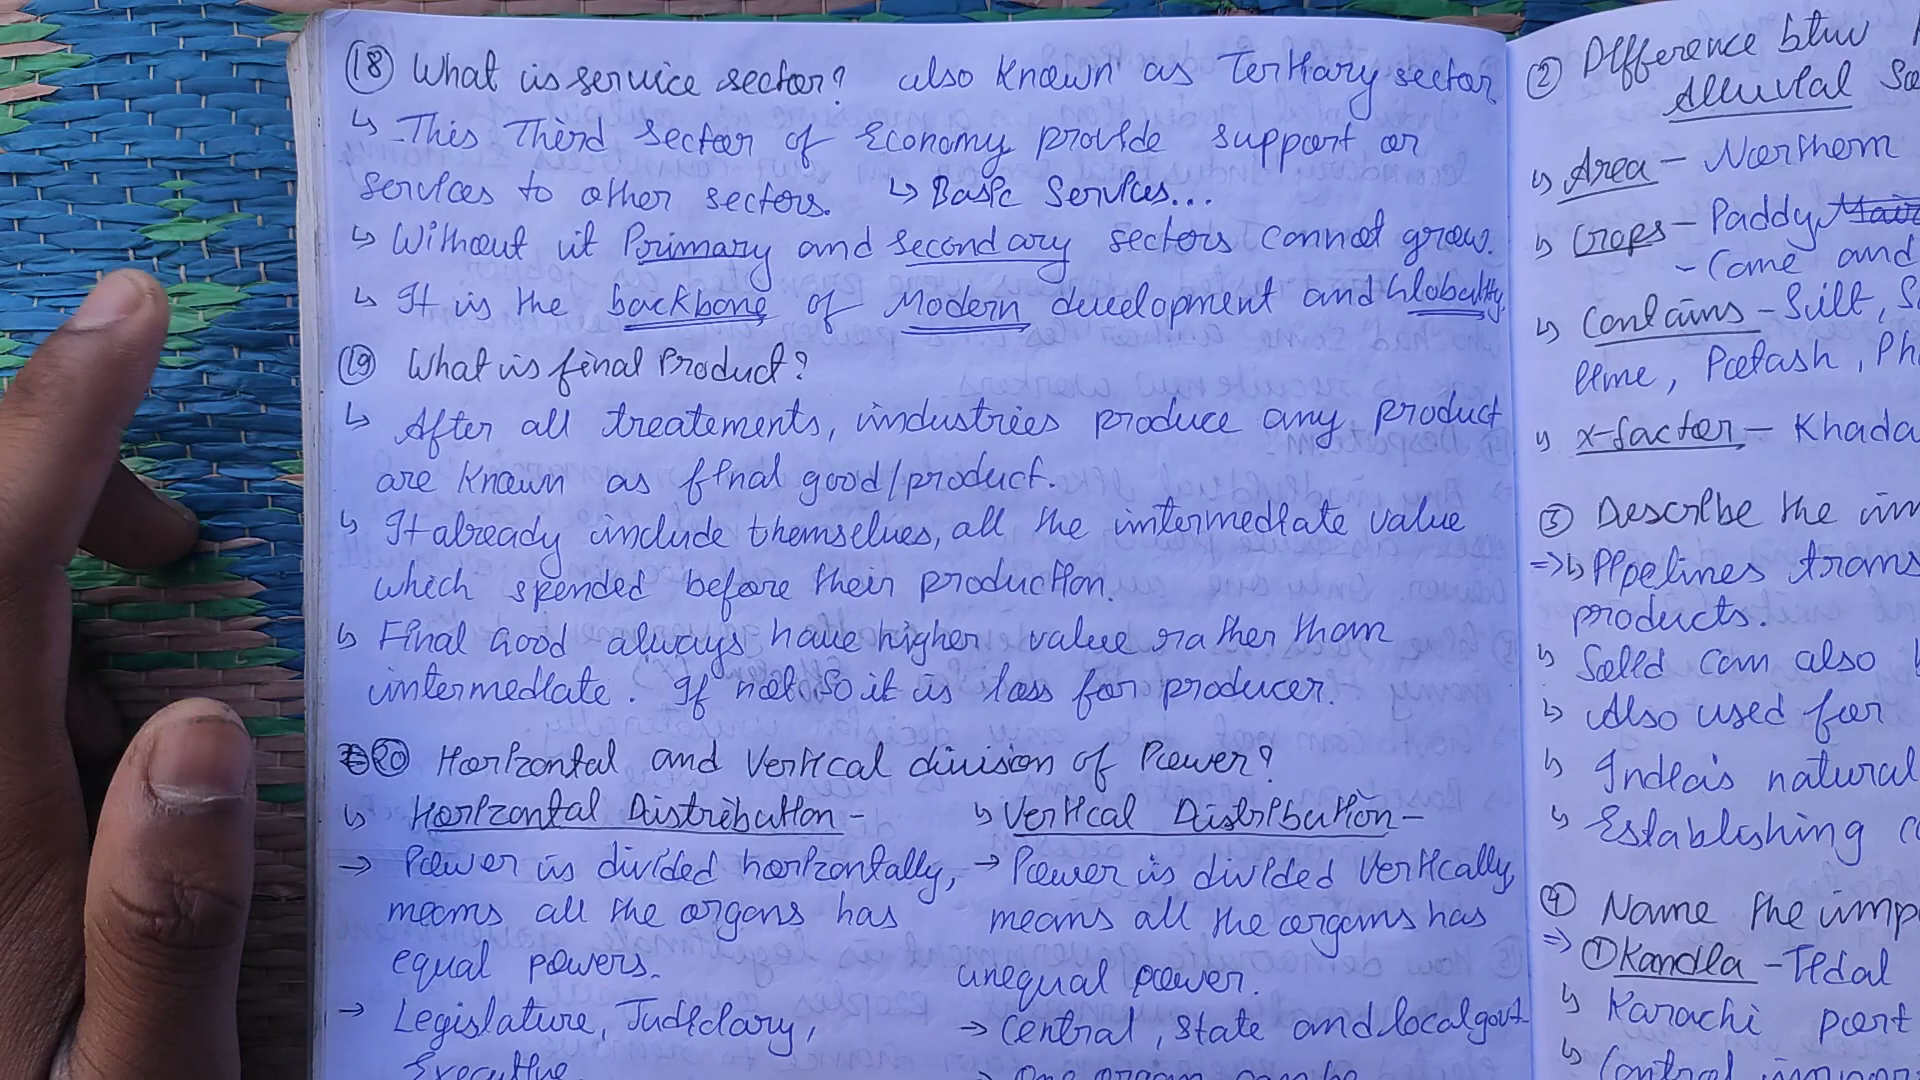 (18) What is service sector? also known as Tertiary sector
↳ This Third sector of Economy provide support or
services to other sectors. ↳ Basic Services...
↳ Without it Primary and secondary sectors cannot grow.
↳ It is the backbone of Modern development and Globality.
(19) What is final Product?
↳ After all treatements, industries produce any product
are known as final good/product.
↳ It already include themselves, all the intermediate value
which spended before their production.
↳ Final Good always have higher value rather than
intermediate. If not so it is loss for producer.
(20) Horizontal and Vertical division of Power?
↳ Horizontal Distribution -
→ Power is divided horizontally,
means all the organs has
equal powers.
→ Legislature, Judiciary,
Executive
↳ Vertical Distribution -
→ Power is divided vertically,
means all the organs has
unequal power.
→ Central, state and local govt
→ One organ can be
(2) Difference btw
Alluvial
↳ Area - Northern
↳ Crops - Paddy
- Cane and
↳ Contains - Silt,
lime, Potash,
↳ x-factor - Khada
(3) Describe the im
=> ↳ Pipelines trans
products.
↳ Solid can also
↳ Also used for
↳ India's natural
↳ Establishing
(4) Name the imp
=> (1) Kandla - Tidal
↳ Karachi port
↳ Control